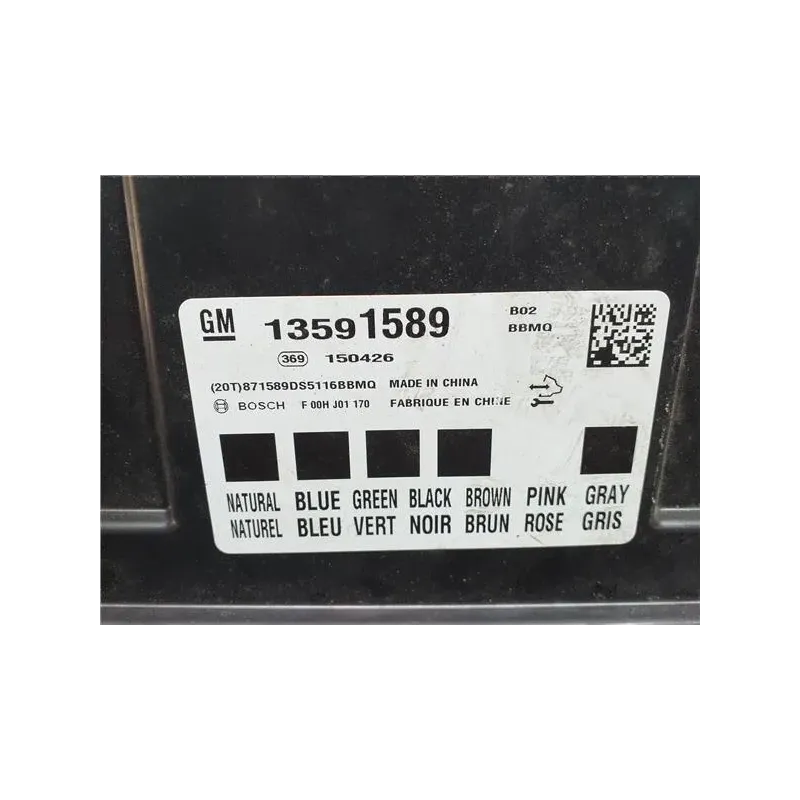 GM 13591589 B02
BBMQ
369 150426
(20T)871589DS5116BBMQ MADE IN CHINA
BOSCH F 00H J01 170 FABRIQUE EN CHINE
NATURAL BLUE GREEN BLACK BROWN PINK GRAY
NATUREL BLEU VERT NOIR BRUN ROSE GRIS